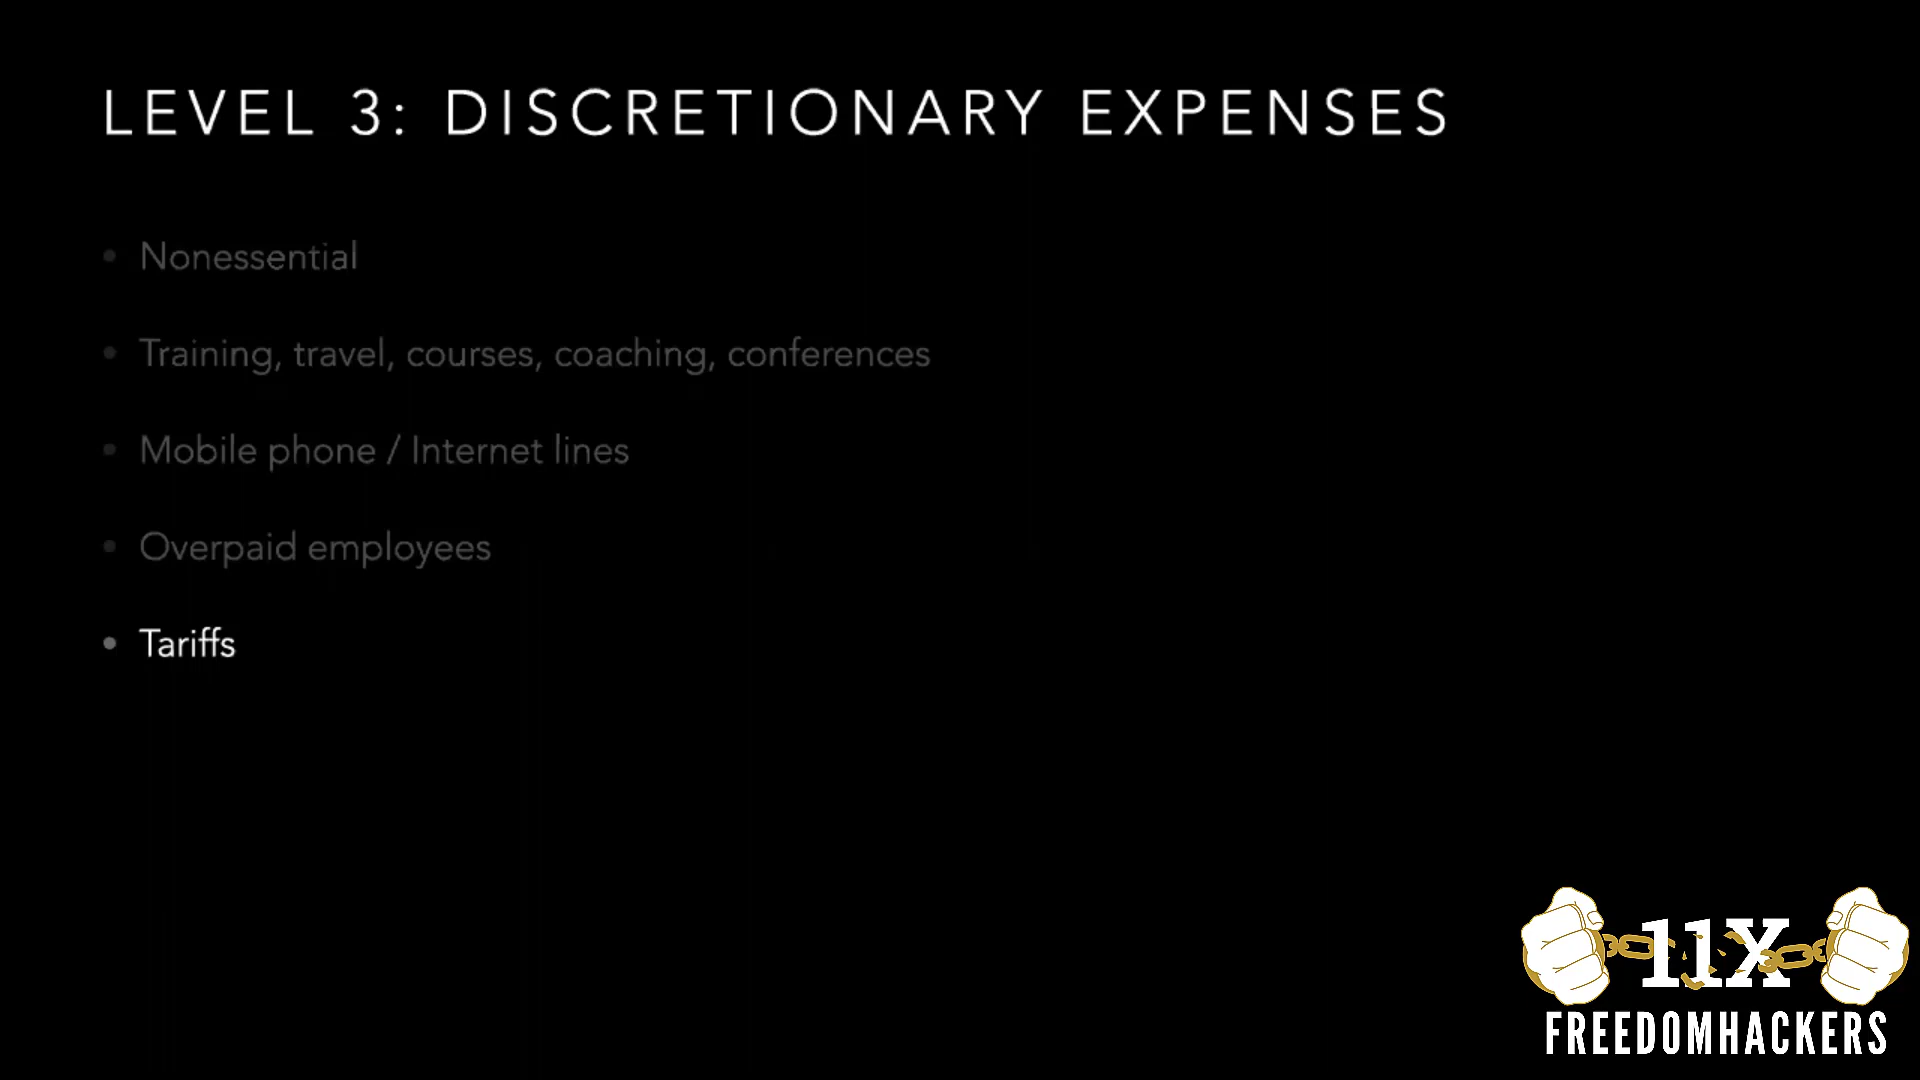 LEVEL 3: DISCRETIONARY EXPENSES
• Nonessential
• Training, travel, courses, coaching, conferences
• Mobile phone / Internet lines
• Overpaid employees
• Tariffs
11X
FREEDOMHACKERS